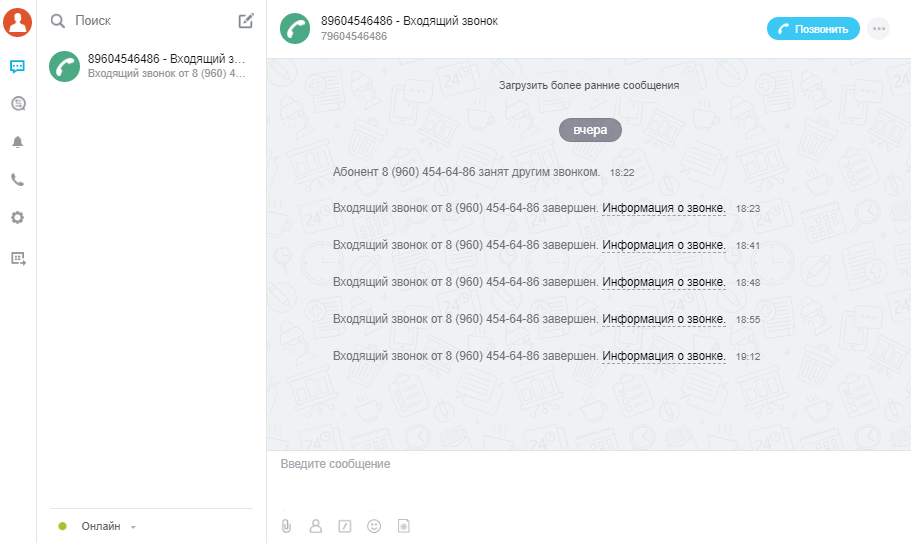 Поиск
89604546486 - Входящий з...
Входящий звонок от 8 (960) 4...
Онлайн
89604546486 - Входящий звонок
79604546486
Позвонить
Загрузить более ранние сообщения
вчера
Абонент 8 (960) 454-64-86 занят другим звонком. 18:22
Входящий звонок от 8 (960) 454-64-86 завершен. Информация о звонке. 18:23
Входящий звонок от 8 (960) 454-64-86 завершен. Информация о звонке. 18:41
Входящий звонок от 8 (960) 454-64-86 завершен. Информация о звонке. 18:48
Входящий звонок от 8 (960) 454-64-86 завершен. Информация о звонке. 18:55
Входящий звонок от 8 (960) 454-64-86 завершен. Информация о звонке. 19:12
Введите сообщение